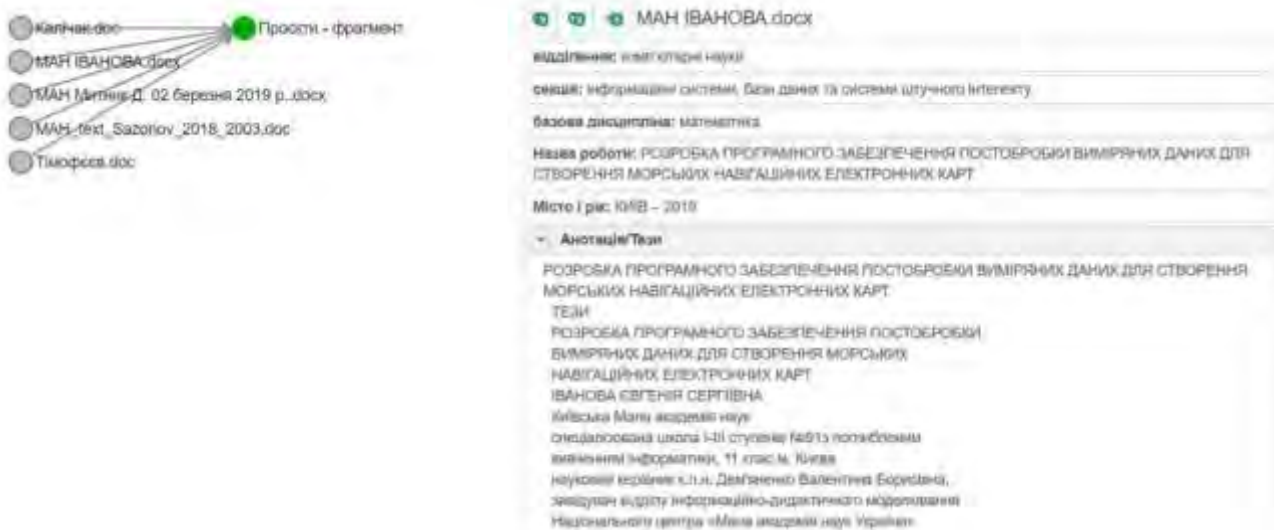 Капічак.doc
Прости - фрагмент
МАН ІВАНОВА.docx
МАН Митник Д. 02 березня 2019 р..docx
МАН_text_Sazonov_2018_2003.doc
Тімофєєв.doc
МАН ІВАНОВА.docx
відділення: комп'ютерні науки
секція: інформаційні системи, бази даних та системи штучного інтелекту
базова дисципліна: математика
Назва роботи: РОЗРОБКА ПРОГРАМНОГО ЗАБЕЗПЕЧЕННЯ ПОСТОБРОБКИ ВИМІРЯНИХ ДАНИХ ДЛЯ
СТВОРЕННЯ МОРСЬКИХ НАВІГАЦІЙНИХ ЕЛЕКТРОННИХ КАРТ
Місто і рік: КИЇВ – 2019
Анотація/Тези
РОЗРОБКА ПРОГРАМНОГО ЗАБЕЗПЕЧЕННЯ ПОСТОБРОБКИ ВИМІРЯНИХ ДАНИХ ДЛЯ СТВОРЕННЯ
МОРСЬКИХ НАВІГАЦІЙНИХ ЕЛЕКТРОННИХ КАРТ
ТЕЗИ
РОЗРОБКА ПРОГРАМНОГО ЗАБЕЗПЕЧЕННЯ ПОСТОБРОБКИ
ВИМІРЯНИХ ДАНИХ ДЛЯ СТВОРЕННЯ МОРСЬКИХ
НАВІГАЦІЙНИХ ЕЛЕКТРОННИХ КАРТ
ІВАНОВА ЄВГЕНІЯ СЕРГІЇВНА
Київська Мала академія наук
спеціалізована школа І-ІІІ ступенів №91з поглибленим
вивченням інформатики, 11 клас м. Києва
науковий керівник к.п.н. Дем'яненко Валентина Борисівна,
завідувач відділу інформаційно-дидактичного моделювання
Національного центра «Мала академія наук України»